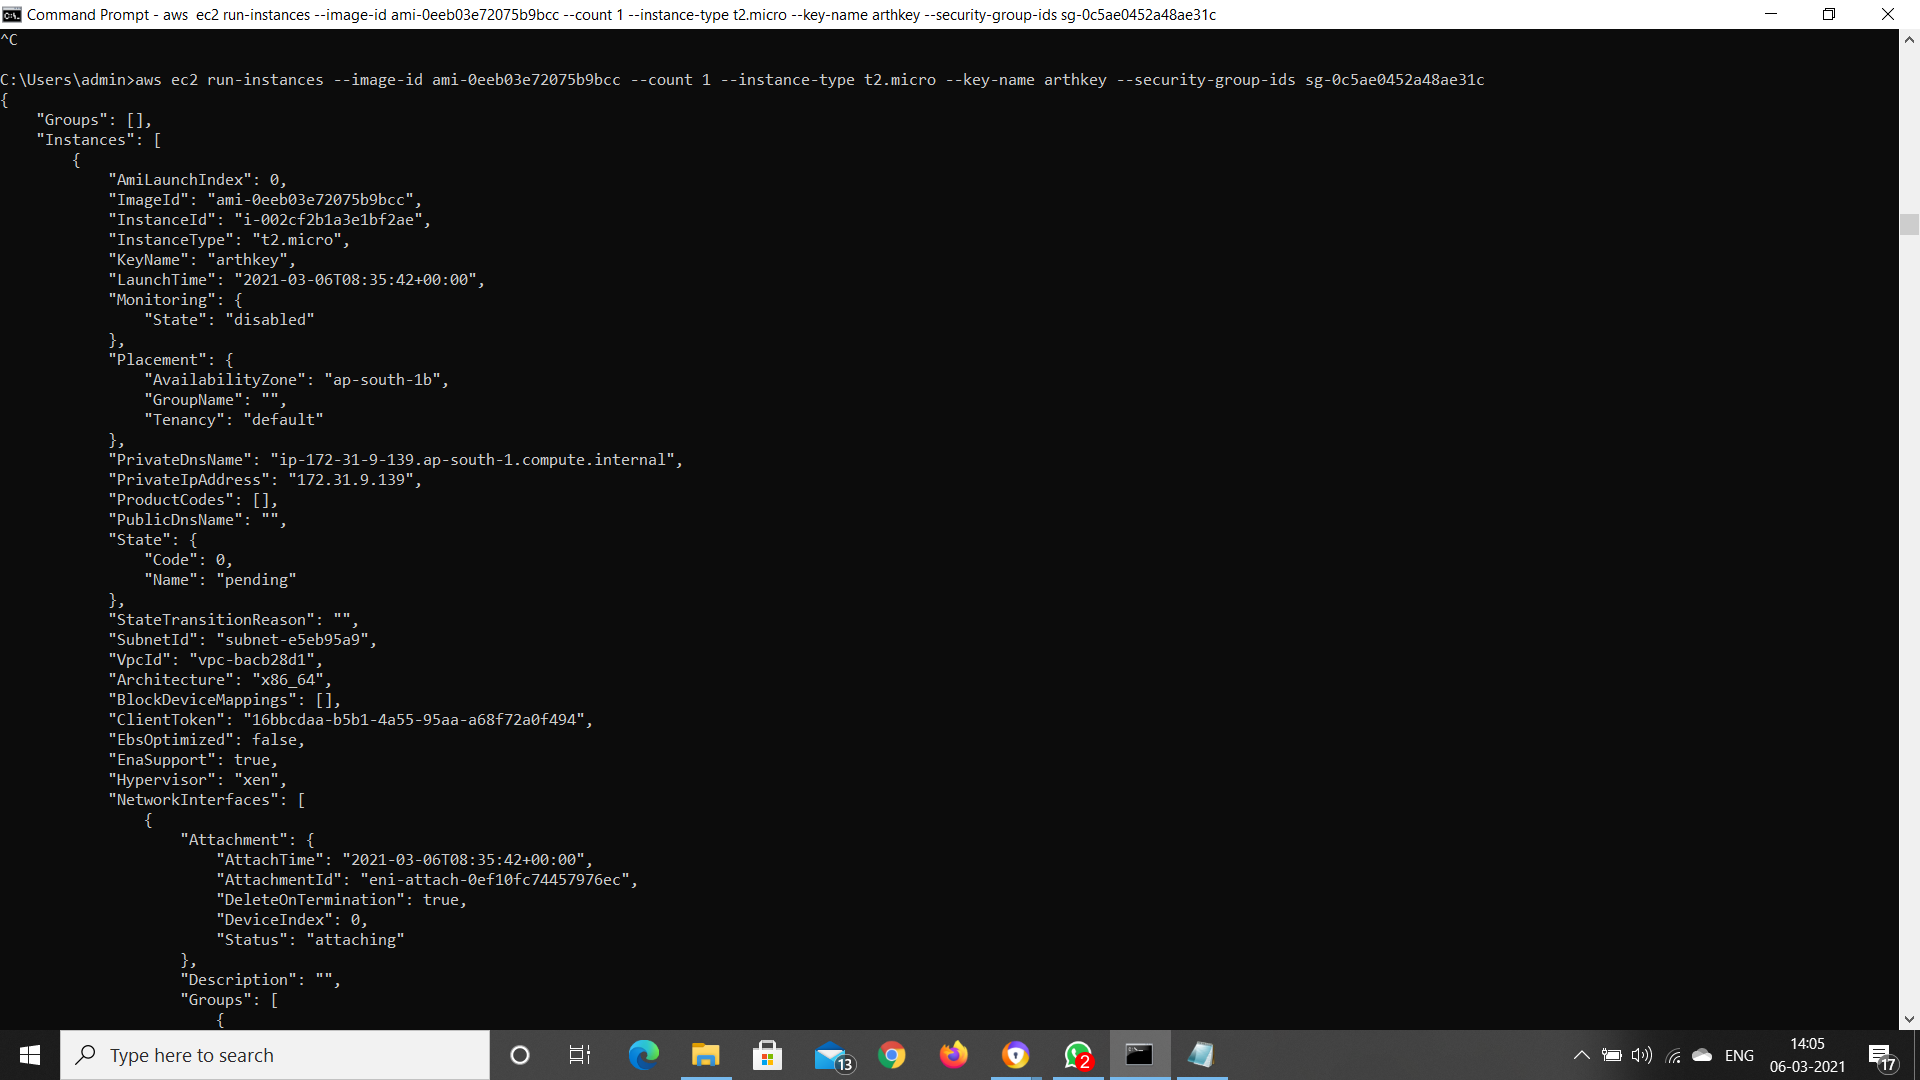 Command Prompt - aws  ec2 run-instances --image-id ami-0eeb03e72075b9bcc --count 1 --instance-type t2.micro --key-name arthkey --security-group-ids sg-0c5ae0452a48ae31c
^C
C:\Users\admin>aws ec2 run-instances --image-id ami-0eeb03e72075b9bcc --count 1 --instance-type t2.micro --key-name arthkey --security-group-ids sg-0c5ae0452a48ae31c
{
    "Groups": [],
    "Instances": [
        {
            "AmiLaunchIndex": 0,
            "ImageId": "ami-0eeb03e72075b9bcc",
            "InstanceId": "i-002cf2b1a3e1bf2ae",
            "InstanceType": "t2.micro",
            "KeyName": "arthkey",
            "LaunchTime": "2021-03-06T08:35:42+00:00",
            "Monitoring": {
                "State": "disabled"
            },
            "Placement": {
                "AvailabilityZone": "ap-south-1b",
                "GroupName": "",
                "Tenancy": "default"
            },
            "PrivateDnsName": "ip-172-31-9-139.ap-south-1.compute.internal",
            "PrivateIpAddress": "172.31.9.139",
            "ProductCodes": [],
            "PublicDnsName": "",
            "State": {
                "Code": 0,
                "Name": "pending"
            },
            "StateTransitionReason": "",
            "SubnetId": "subnet-e5eb95a9",
            "VpcId": "vpc-bacb28d1",
            "Architecture": "x86_64",
            "BlockDeviceMappings": [],
            "ClientToken": "16bbcdaa-b5b1-4a55-95aa-a68f72a0f494",
            "EbsOptimized": false,
            "EnaSupport": true,
            "Hypervisor": "xen",
            "NetworkInterfaces": [
                {
                    "Attachment": {
                        "AttachTime": "2021-03-06T08:35:42+00:00",
                        "AttachmentId": "eni-attach-0ef10fc74457976ec",
                        "DeleteOnTermination": true,
                        "DeviceIndex": 0,
                        "Status": "attaching"
                    },
                    "Description": "",
                    "Groups": [
                        {
Type here to search
13
2
ENG
14:05
06-03-2021
17